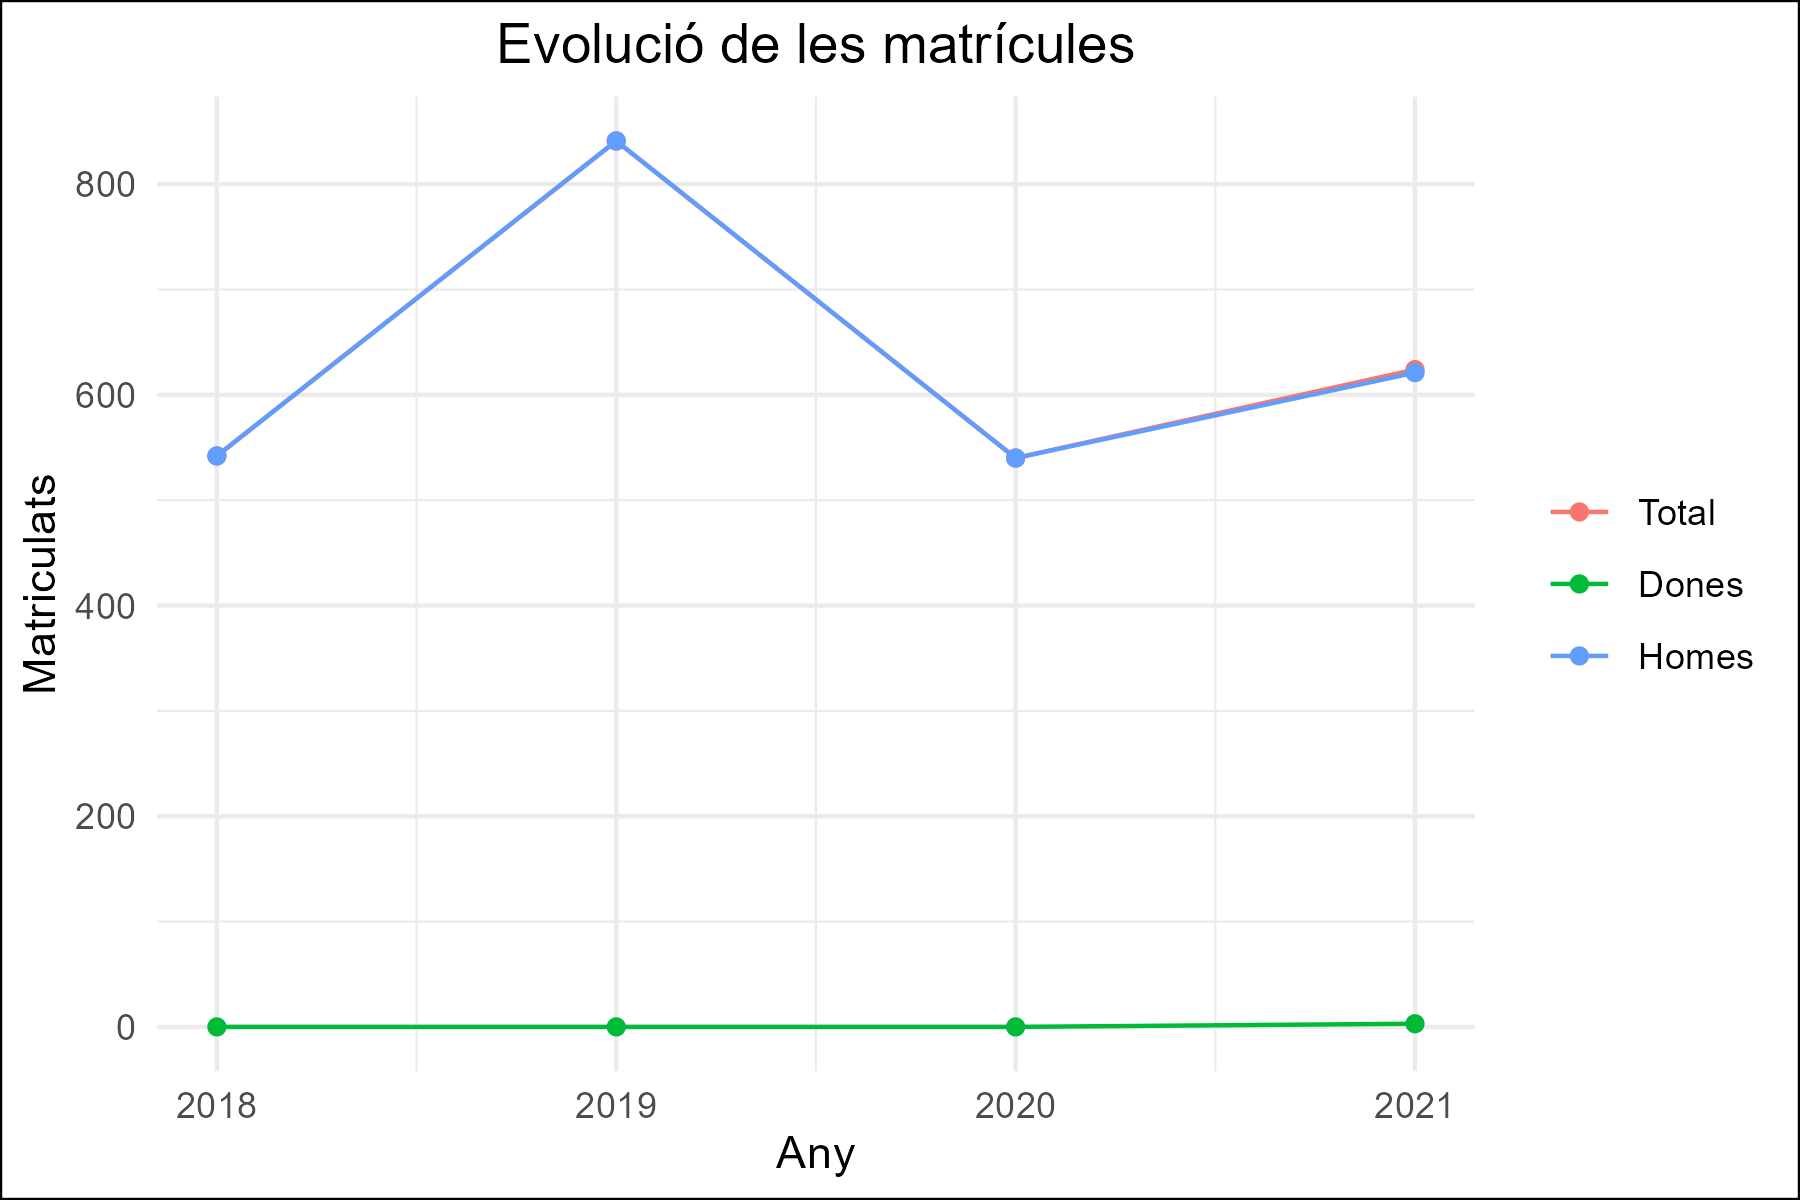 Evolució de les matrícules
Matriculats
800
600
400
200
0
2018
2019
2020
2021
Any
Total
Dones
Homes